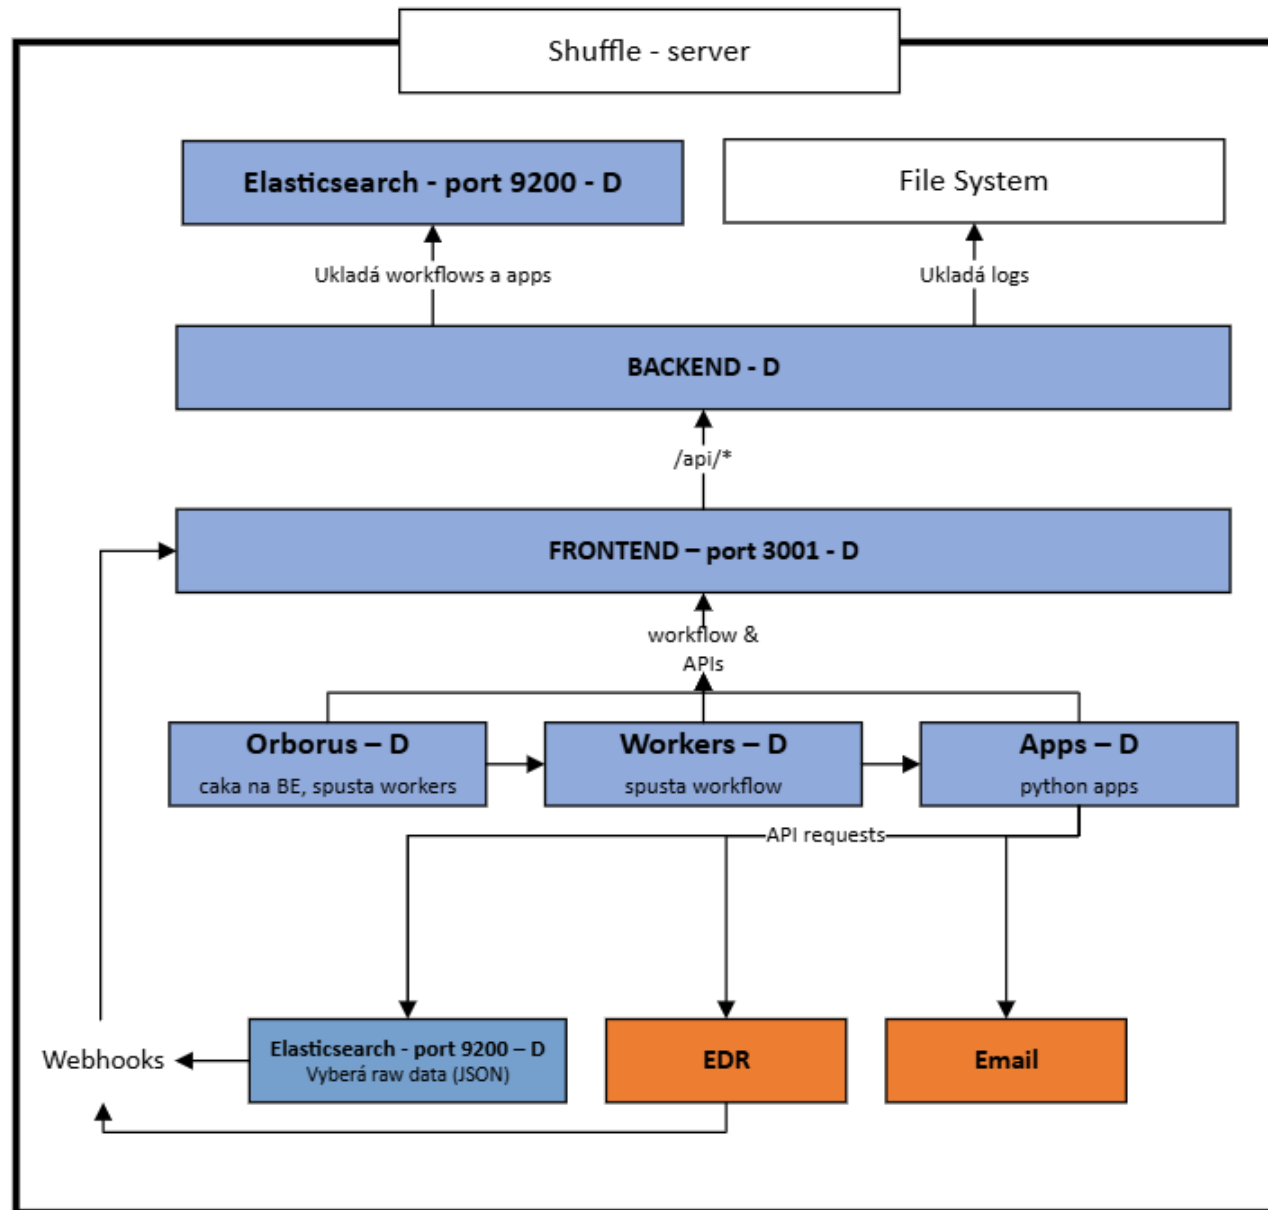 Shuffle - server
Elasticsearch - port 9200 - D
File System
Ukladá workflows a apps
Ukladá logs
BACKEND - D
/api/*
FRONTEND – port 3001 - D
workflow &
APIs
Orborus – D
caka na BE, spusta workers
Workers – D
spusta workflow
Apps – D
python apps
API requests
Webhooks
Elasticsearch - port 9200 – D
Vyberá raw data (JSON)
EDR
Email